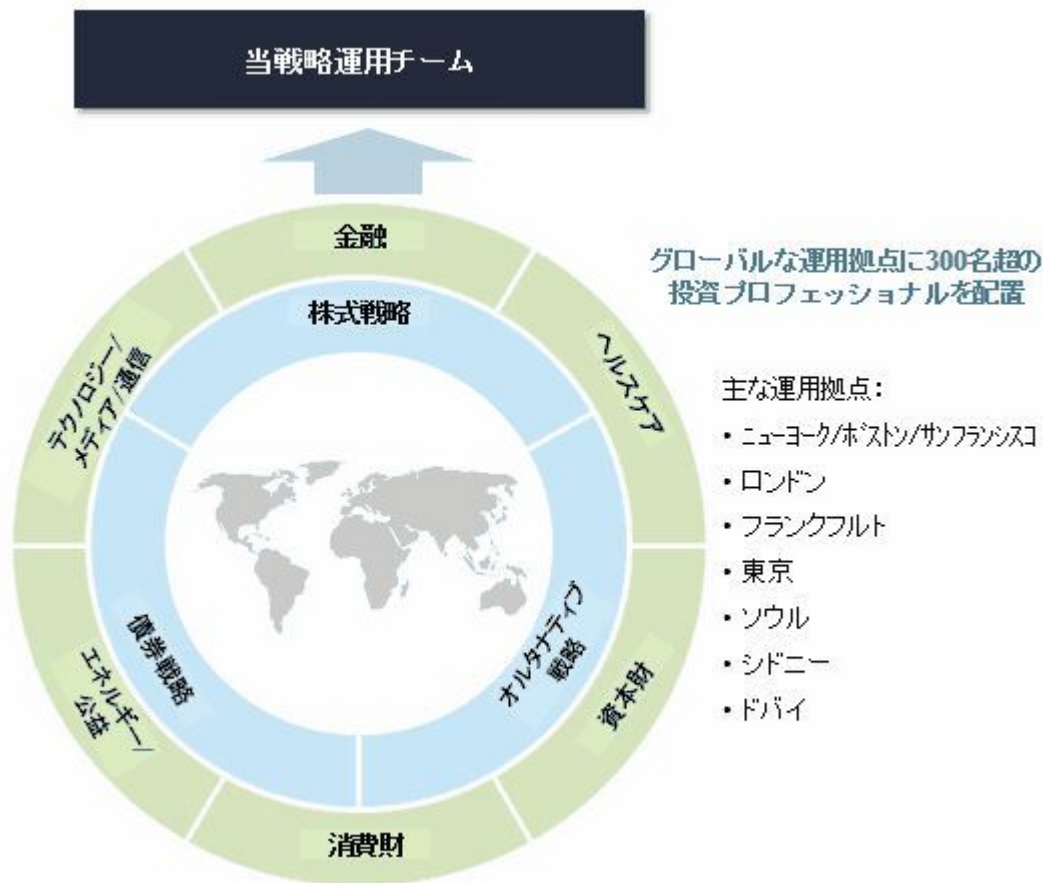 当戦略運用チーム
金融
株式戦略
テクノロジー/
メディア/通信
ヘルスケア
債券戦略
エネルギー/
公益
オルタナティブ
戦略
資本財
消費財
グローバルな運用拠点に300名超の
投資プロフェッショナルを配置
主な運用拠点：
・ニューヨーク/ボストン/サンフランシスコ
・ロンドン
・フランクフルト
・東京
・ソウル
・シドニー
・ドバイ